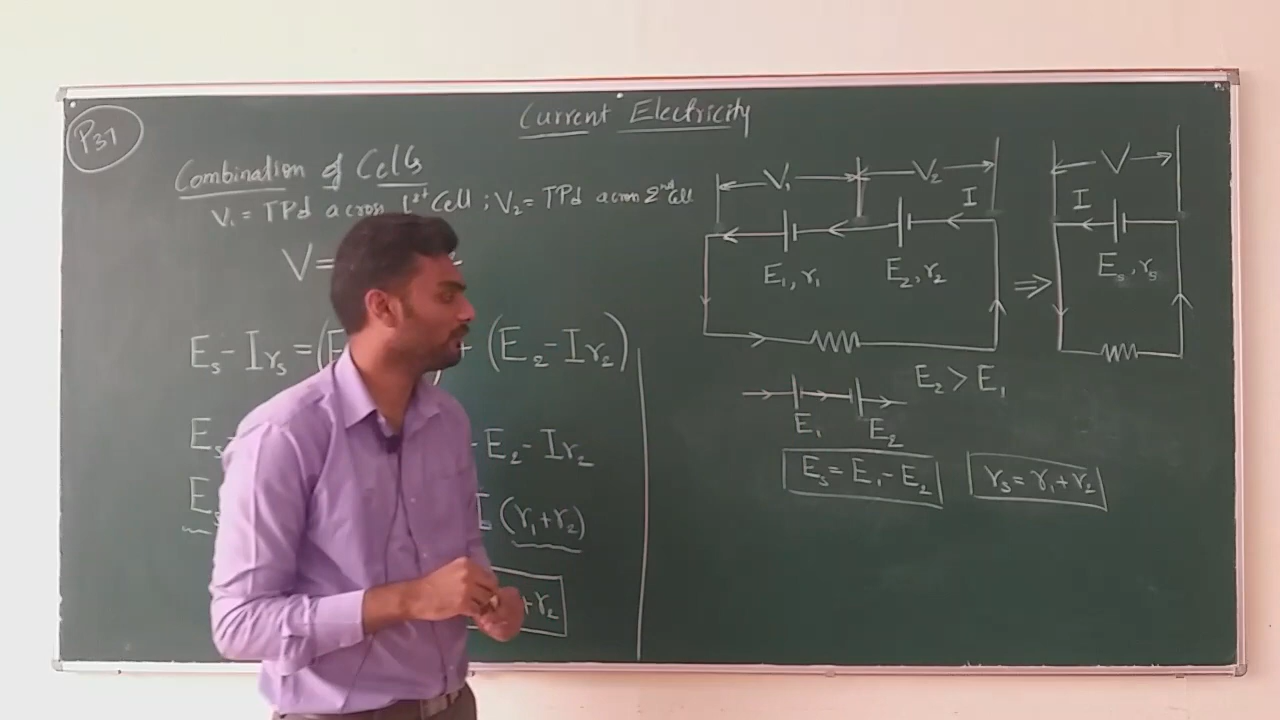 P37
Current Electricity
Combination of Cells
V₁ = TPd across 1st Cell ; V₂ = TPd across 2nd Cell
V =
Eₛ - Irₛ = (E + (E₂ - Ir₂)
Eₛ - E₂ - Ir₂
Eₛ I (r₁+r₂)
+r₂
V₁ V₂ I
E₁, r₁ E₂, r₂
⇒
V
I
Eₛ, rₛ
E₂ > E₁
E₁ E₂
Eₛ = E₁ - E₂ rₛ = r₁+r₂